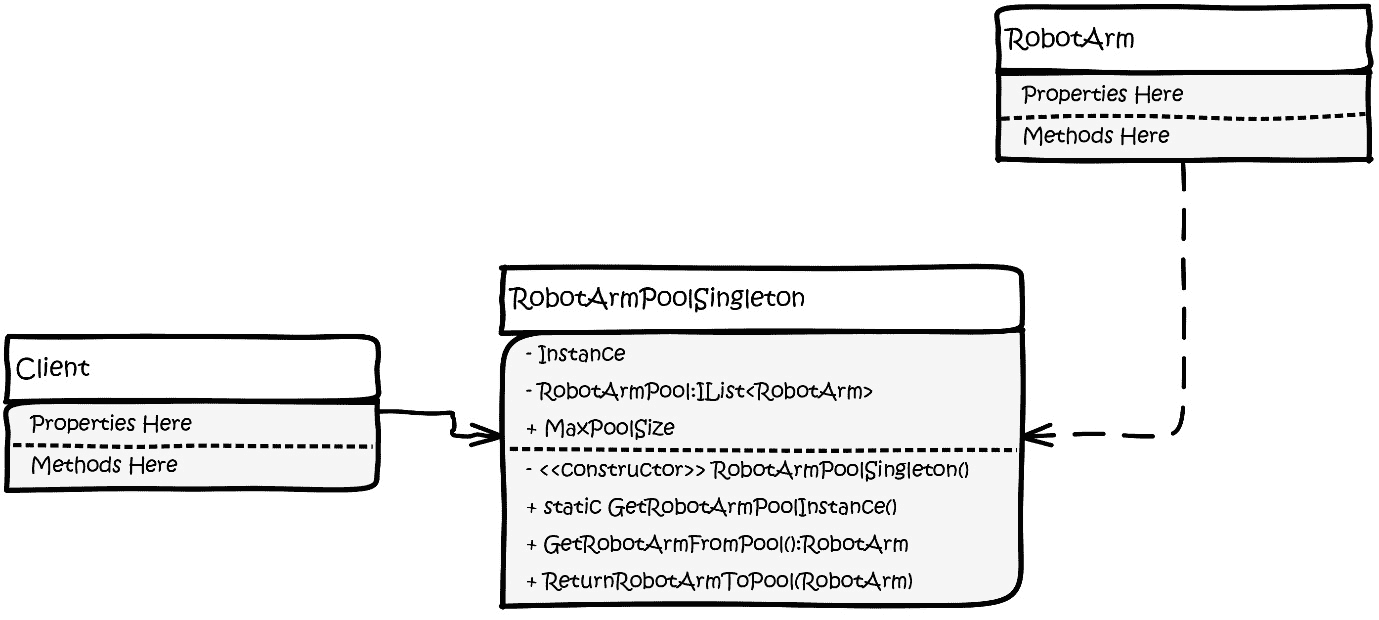 RobotArm
Properties Here
Methods Here
RobotArmPoolSingleton
- Instance
- RobotArmPool:IList<RobotArm>
+ MaxPoolSize
- <<constructor>> RobotArmPoolSingleton()
+ static GetRobotArmPoolInstance()
+ GetRobotArmFromPool():RobotArm
+ ReturnRobotArmToPool(RobotArm)
Client
Properties Here
Methods Here